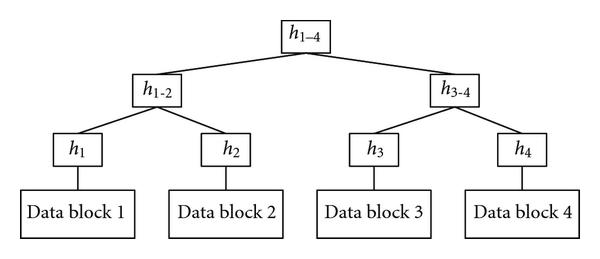 h1–4
h1-2
h3-4
h1
h2
h3
h4
Data block 1
Data block 2
Data block 3
Data block 4